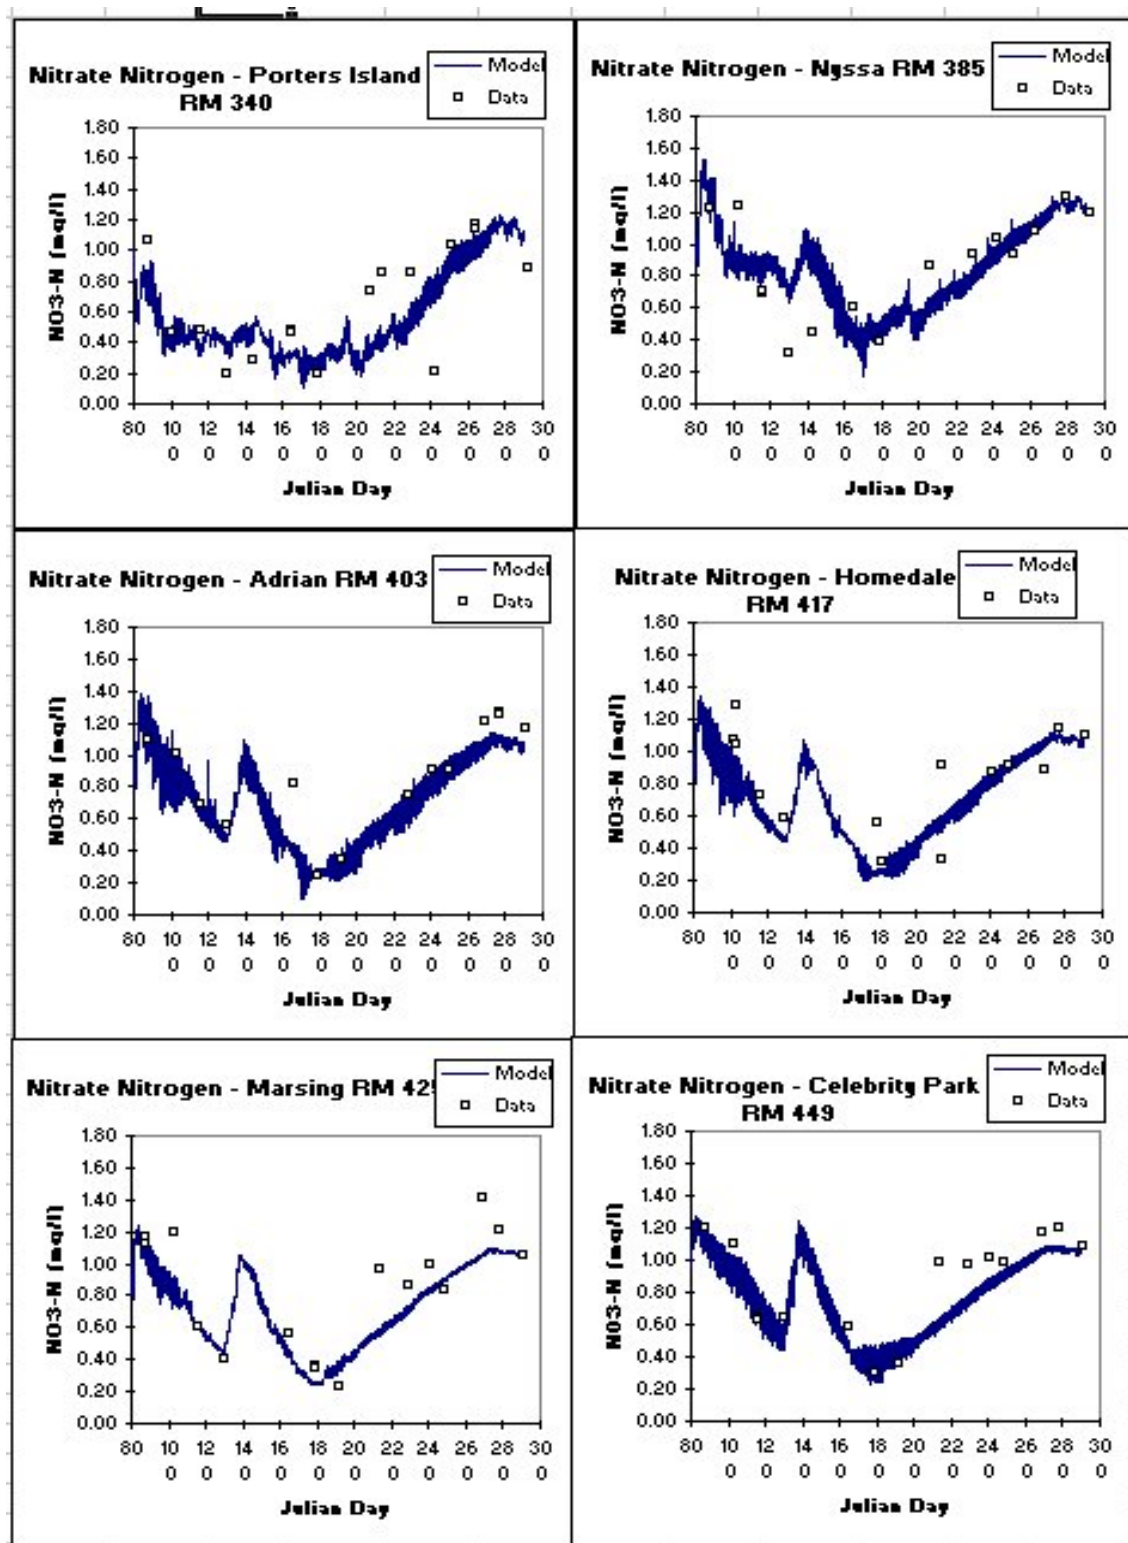 Nitrate Nitrogen - Porters Island
RM 340
Model
Data
NO3-N (mg/l)
1.80
1.60
1.40
1.20
1.00
0.80
0.60
0.40
0.20
0.00
80 10 12 14 16 18 20 22 24 26 28 30
0 0 0 0 0 0 0 0 0 0 0
Julian Day
Nitrate Nitrogen - Nyssa RM 385
Model
Data
NO3-N (mg/l)
1.80
1.60
1.40
1.20
1.00
0.80
0.60
0.40
0.20
0.00
80 10 12 14 16 18 20 22 24 26 28 30
0 0 0 0 0 0 0 0 0 0 0
Julian Day
Nitrate Nitrogen - Adrian RM 403
Model
Data
NO3-N (mg/l)
1.80
1.60
1.40
1.20
1.00
0.80
0.60
0.40
0.20
0.00
80 10 12 14 16 18 20 22 24 26 28 30
0 0 0 0 0 0 0 0 0 0 0
Julian Day
Nitrate Nitrogen - Homedale
RM 417
Model
Data
NO3-N (mg/l)
1.80
1.60
1.40
1.20
1.00
0.80
0.60
0.40
0.20
0.00
80 10 12 14 16 18 20 22 24 26 28 30
0 0 0 0 0 0 0 0 0 0 0
Julian Day
Nitrate Nitrogen - Marsing RM 425
Model
Data
NO3-N (mg/l)
1.80
1.60
1.40
1.20
1.00
0.80
0.60
0.40
0.20
0.00
80 10 12 14 16 18 20 22 24 26 28 30
0 0 0 0 0 0 0 0 0 0 0
Julian Day
Nitrate Nitrogen - Celebrity Park
RM 449
Model
Data
NO3-N (mg/l)
1.80
1.60
1.40
1.20
1.00
0.80
0.60
0.40
0.20
0.00
80 10 12 14 16 18 20 22 24 26 28 30
0 0 0 0 0 0 0 0 0 0 0
Julian Day